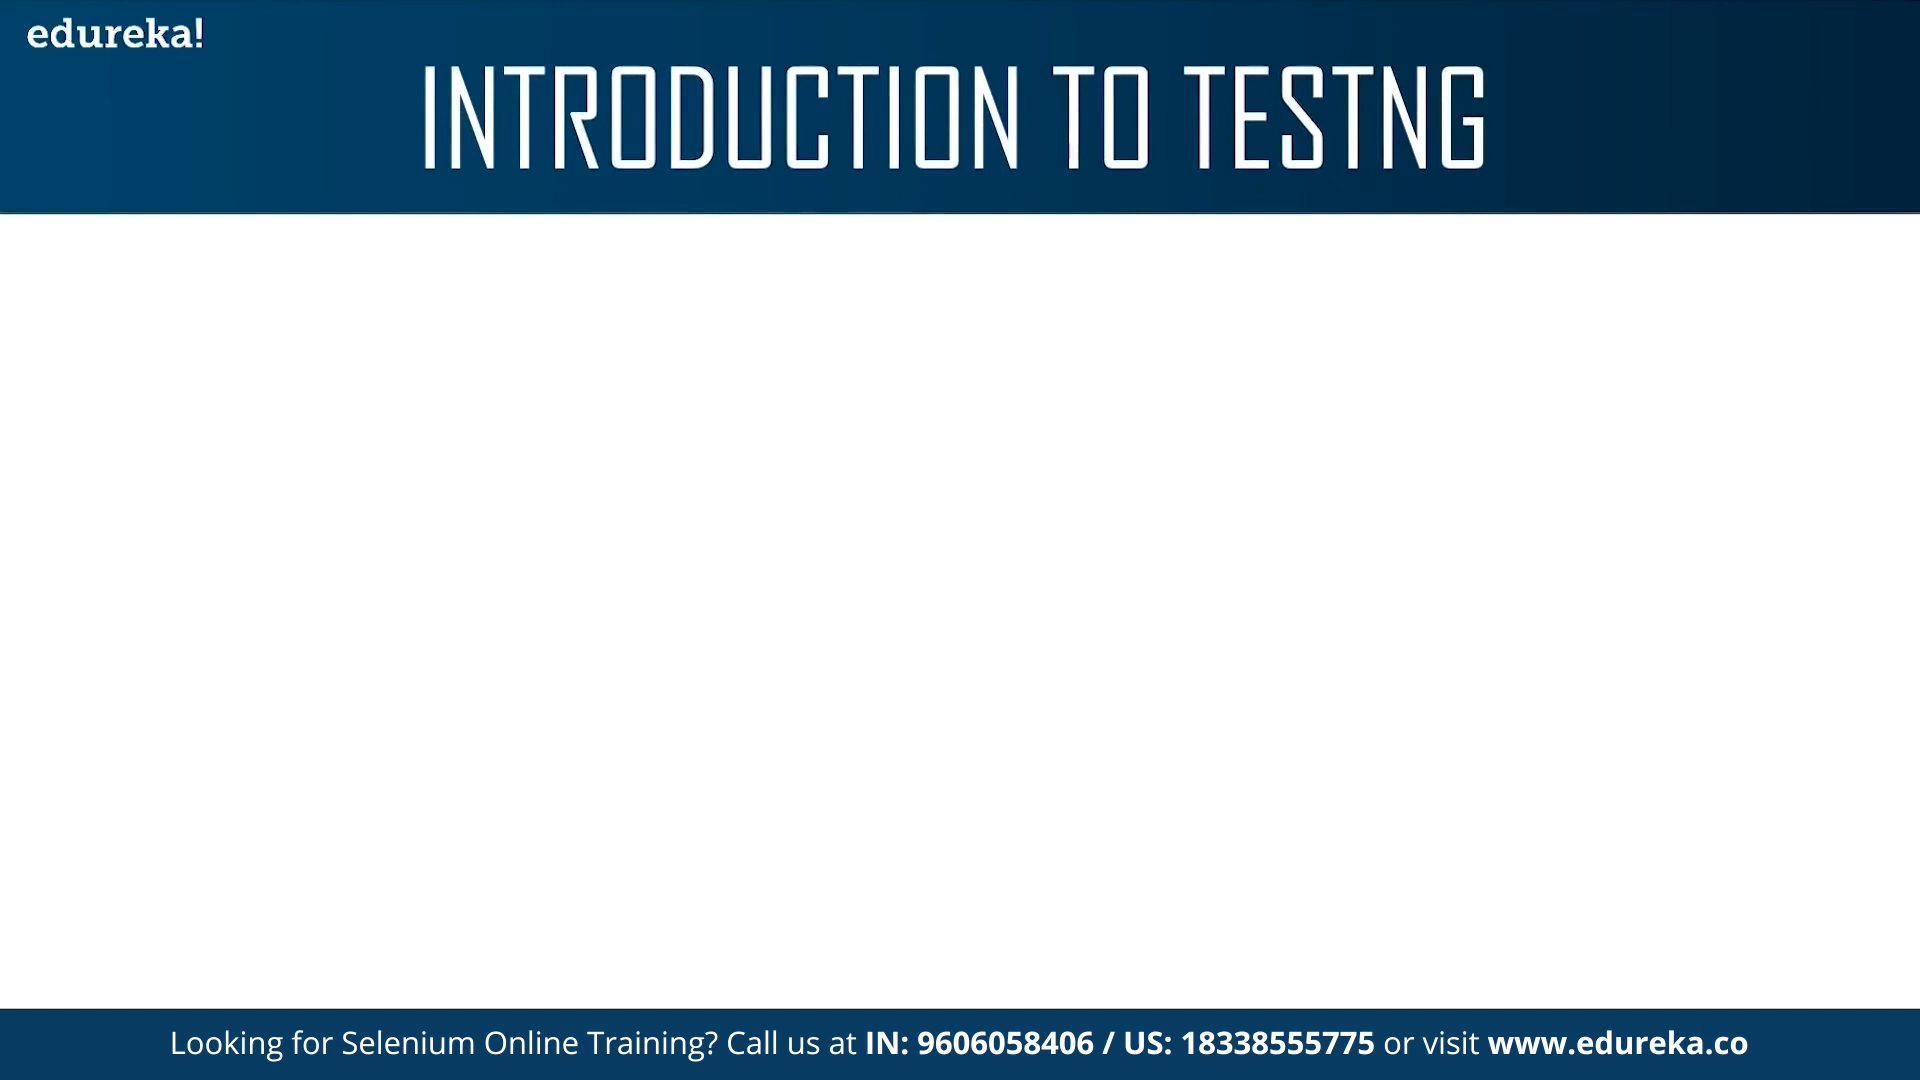 edureka!
INTRODUCTION TO TESTNG
Looking for Selenium Online Training? Call us at IN: 9606058406 / US: 18338555775 or visit www.edureka.co